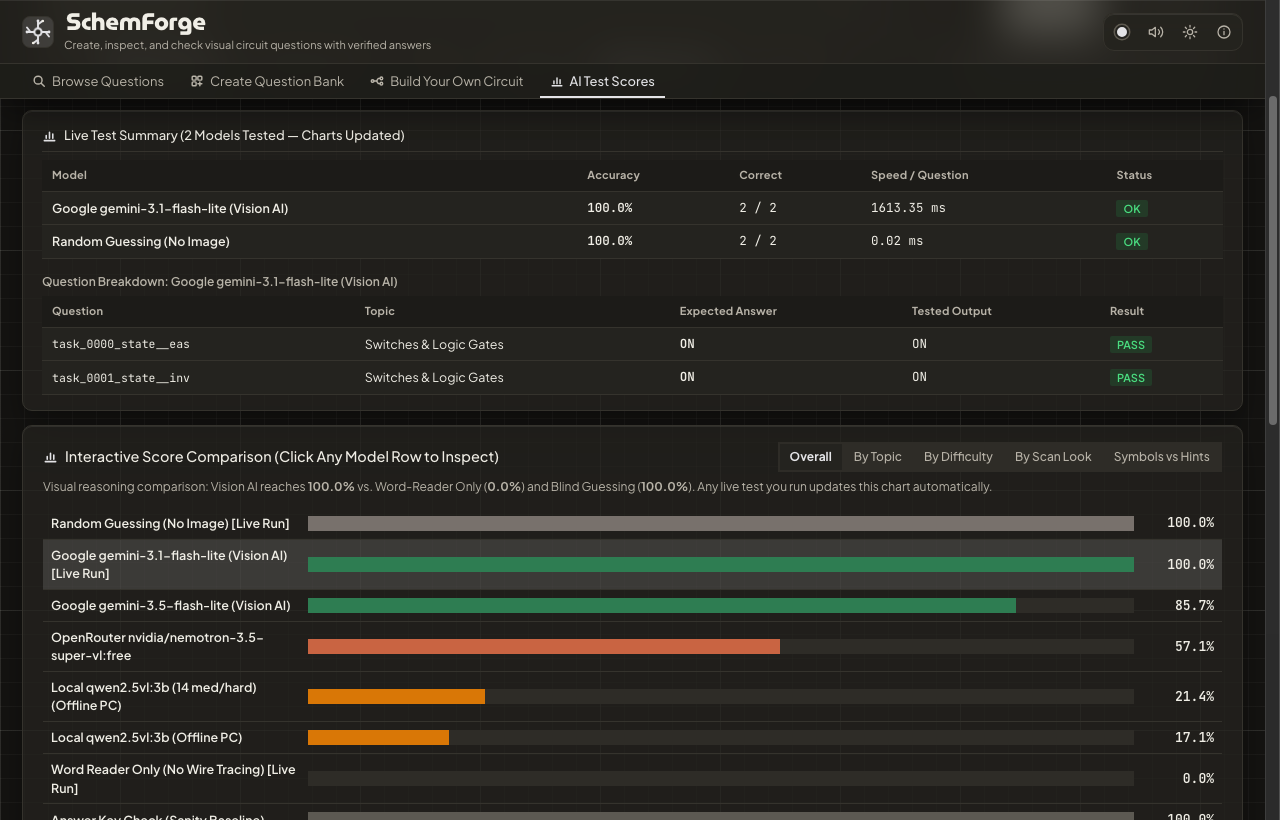 SchemForge
Create, inspect, and check visual circuit questions with verified answers
Browse Questions Create Question Bank Build Your Own Circuit AI Test Scores
Live Test Summary (2 Models Tested — Charts Updated)
Model Accuracy Correct Speed / Question Status
Google gemini-3.1-flash-lite (Vision AI) 100.0% 2 / 2 1613.35 ms OK
Random Guessing (No Image) 100.0% 2 / 2 0.02 ms OK
Question Breakdown: Google gemini-3.1-flash-lite (Vision AI)
Question Topic Expected Answer Tested Output Result
task_0000_state__eas Switches & Logic Gates ON ON PASS
task_0001_state__inv Switches & Logic Gates ON ON PASS
Interactive Score Comparison (Click Any Model Row to Inspect) Overall By Topic By Difficulty By Scan Look Symbols vs Hints
Visual reasoning comparison: Vision AI reaches 100.0% vs. Word-Reader Only (0.0%) and Blind Guessing (100.0%). Any live test you run updates this chart automatically.
Random Guessing (No Image) [Live Run] 100.0%
Google gemini-3.1-flash-lite (Vision AI)
[Live Run] 100.0%
Google gemini-3.5-flash-lite (Vision AI) 85.7%
OpenRouter nvidia/nemotron-3.5-
super-vl:free 57.1%
Local qwen2.5vl:3b (14 med/hard)
(Offline PC) 21.4%
Local qwen2.5vl:3b (Offline PC) 17.1%
Word Reader Only (No Wire Tracing) [Live
Run] 0.0%
Answer Key Check (Sanity Baseline) 100.0%